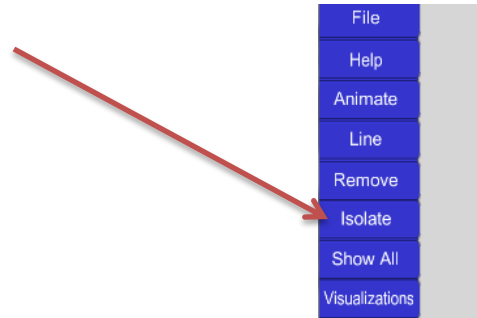 File
Help
Animate
Line
Remove
Isolate
Show All
Visualizations